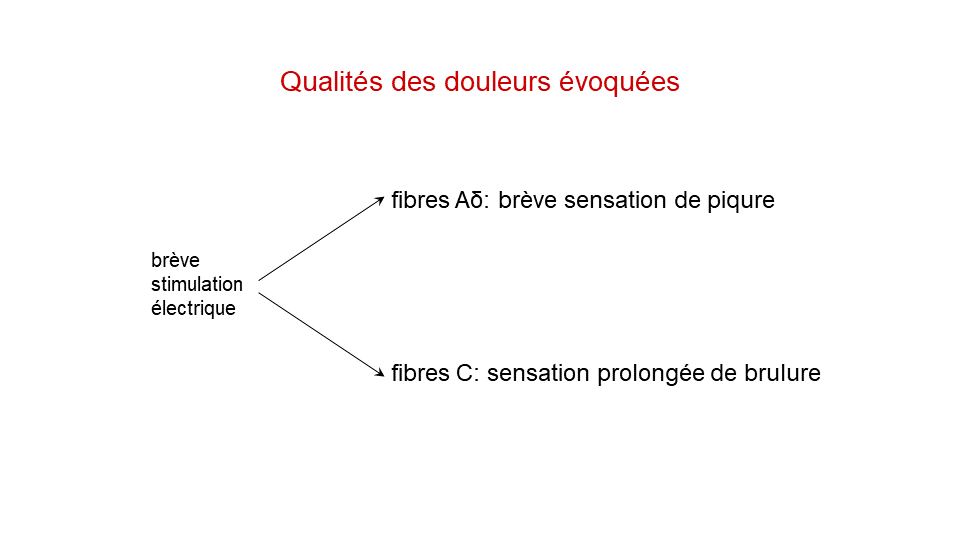 Qualités des douleurs évoquées
fibres Aδ: brève sensation de piqure
brève
stimulation
électrique
fibres C: sensation prolongée de brulure